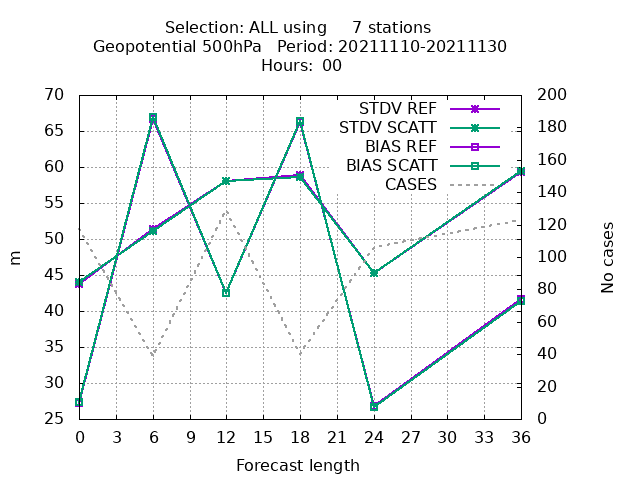 Selection: ALL using     7 stations
Geopotential 500hPa   Period: 20211110-20211130
Hours: 00
70
65
60
55
50
45
40
35
30
25
m
200
180
160
140
120
100
80
60
40
20
0
No cases
STDV REF
STDV SCATT
BIAS REF
BIAS SCATT
CASES
0 3 6 9 12 15 18 21 24 27 30 33 36
Forecast length